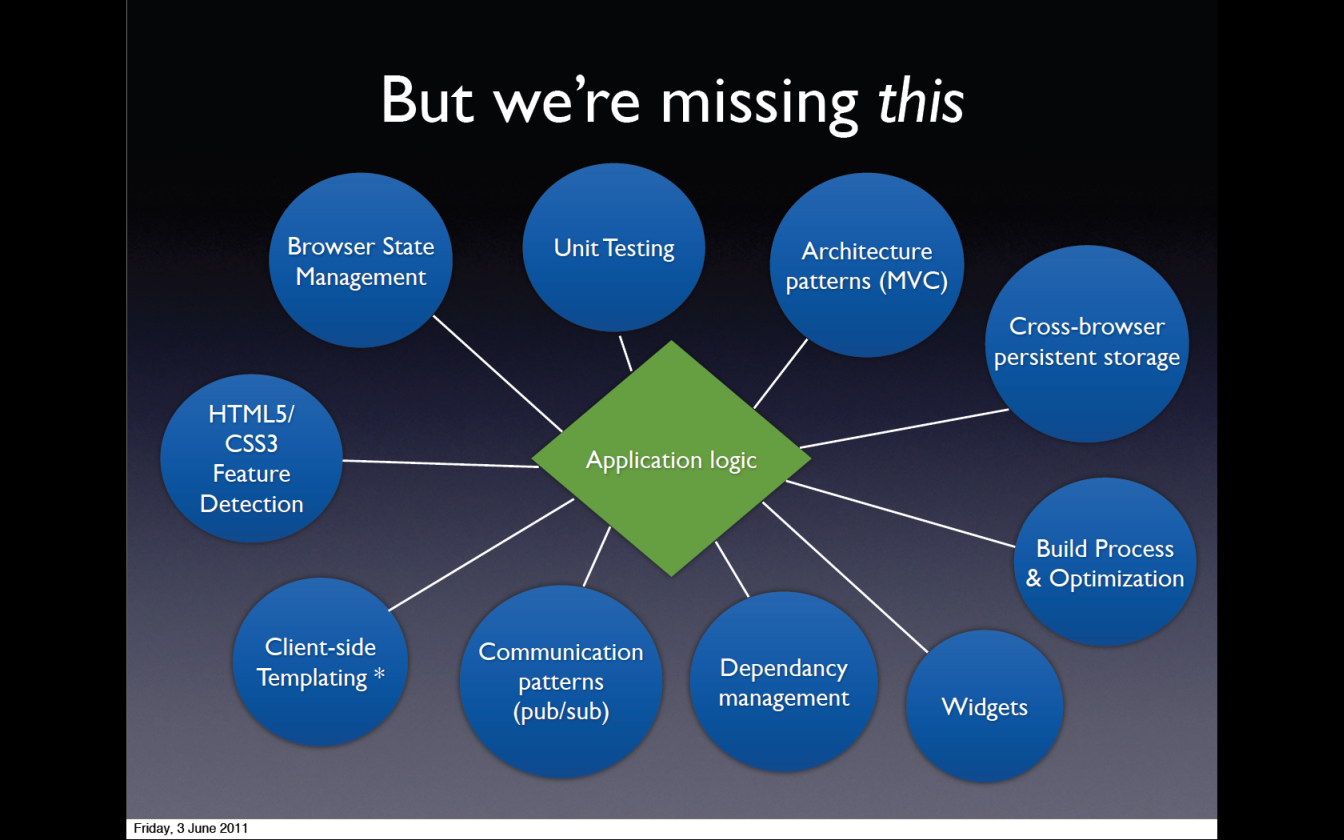 But we're missing this
Browser State
Management
Unit Testing
Architecture
patterns (MVC)
Cross-browser
persistent storage
HTML5/
CSS3
Feature
Detection
Application logic
Build Process
& Optimization
Client-side
Templating *
Communication
patterns
(pub/sub)
Dependancy
management
Widgets
Friday, 3 June 2011